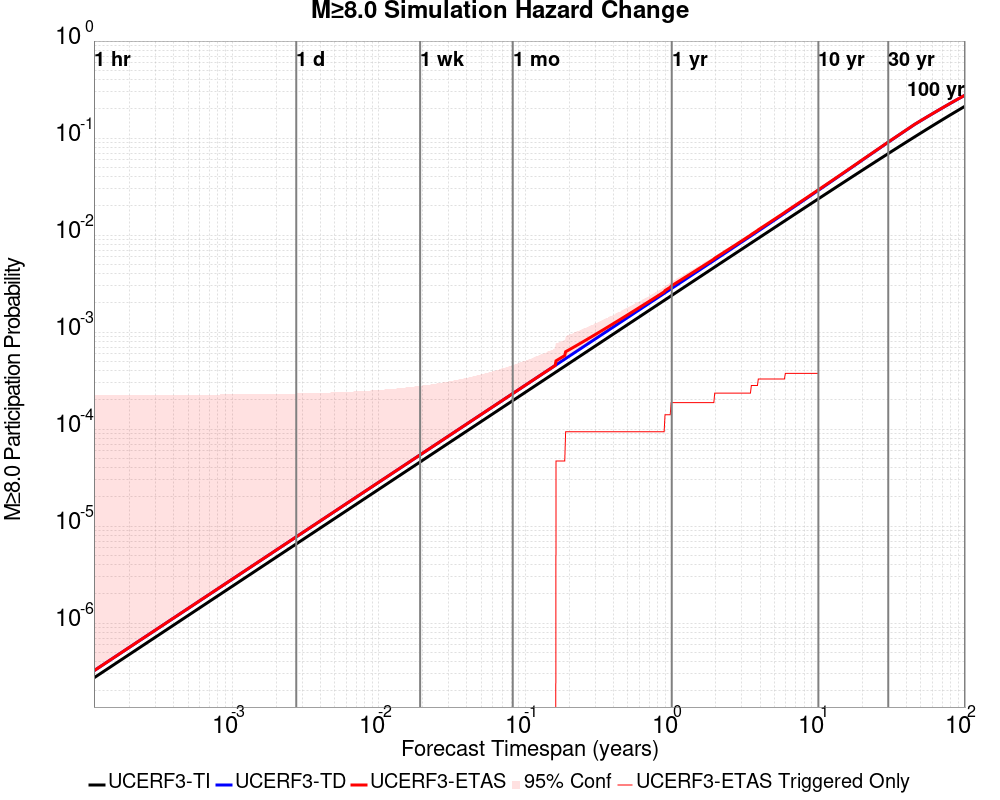 M≥8.0 Simulation Hazard Change
1 hr 1 d 1 wk 1 mo 1 yr 10 yr 30 yr
100 yr
10^0
10^-1
10^-2
10^-3
10^-4
10^-5
10^-6
M≥8.0 Participation Probability
10^-3 10^-2 10^-1 10^0 10^1 10^2
Forecast Timespan (years)
UCERF3-TI UCERF3-TD UCERF3-ETAS 95% Conf UCERF3-ETAS Triggered Only